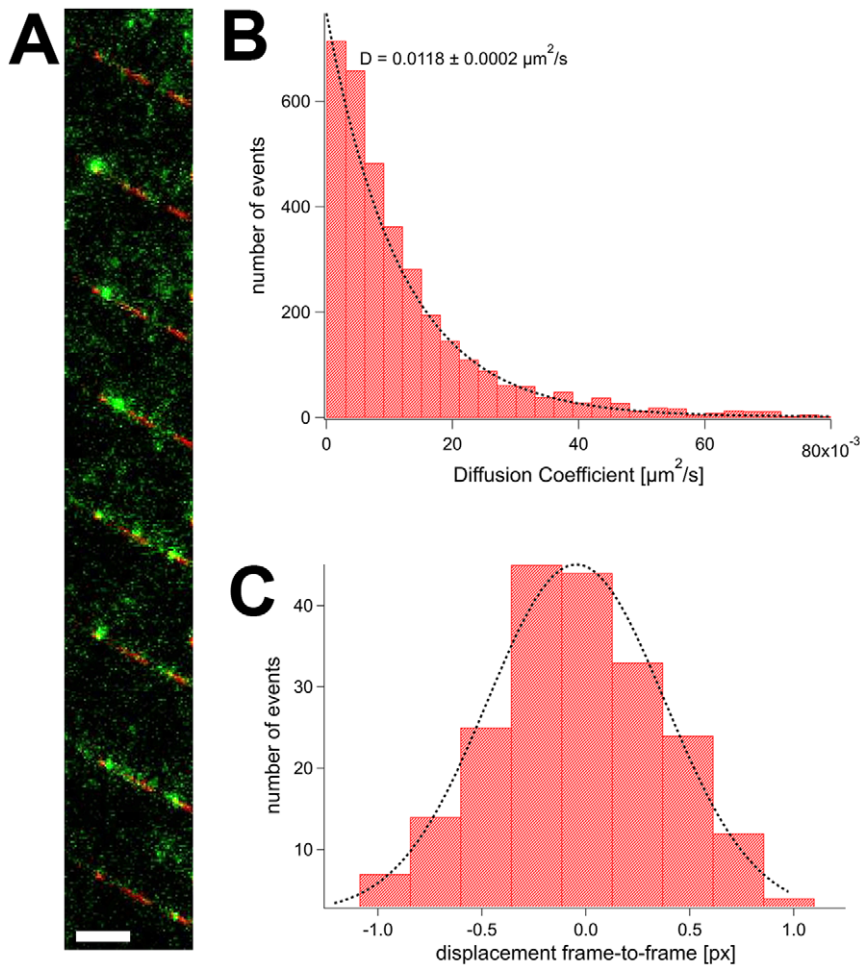 A
B
D = 0.0118 ± 0.0002 µm²/s
number of events
600
400
200
0
0 20 40 60 80x10⁻³
Diffusion Coefficient [µm²/s]
C
number of events
40
30
20
10
-1.0 -0.5 0.0 0.5 1.0
displacement frame-to-frame [px]